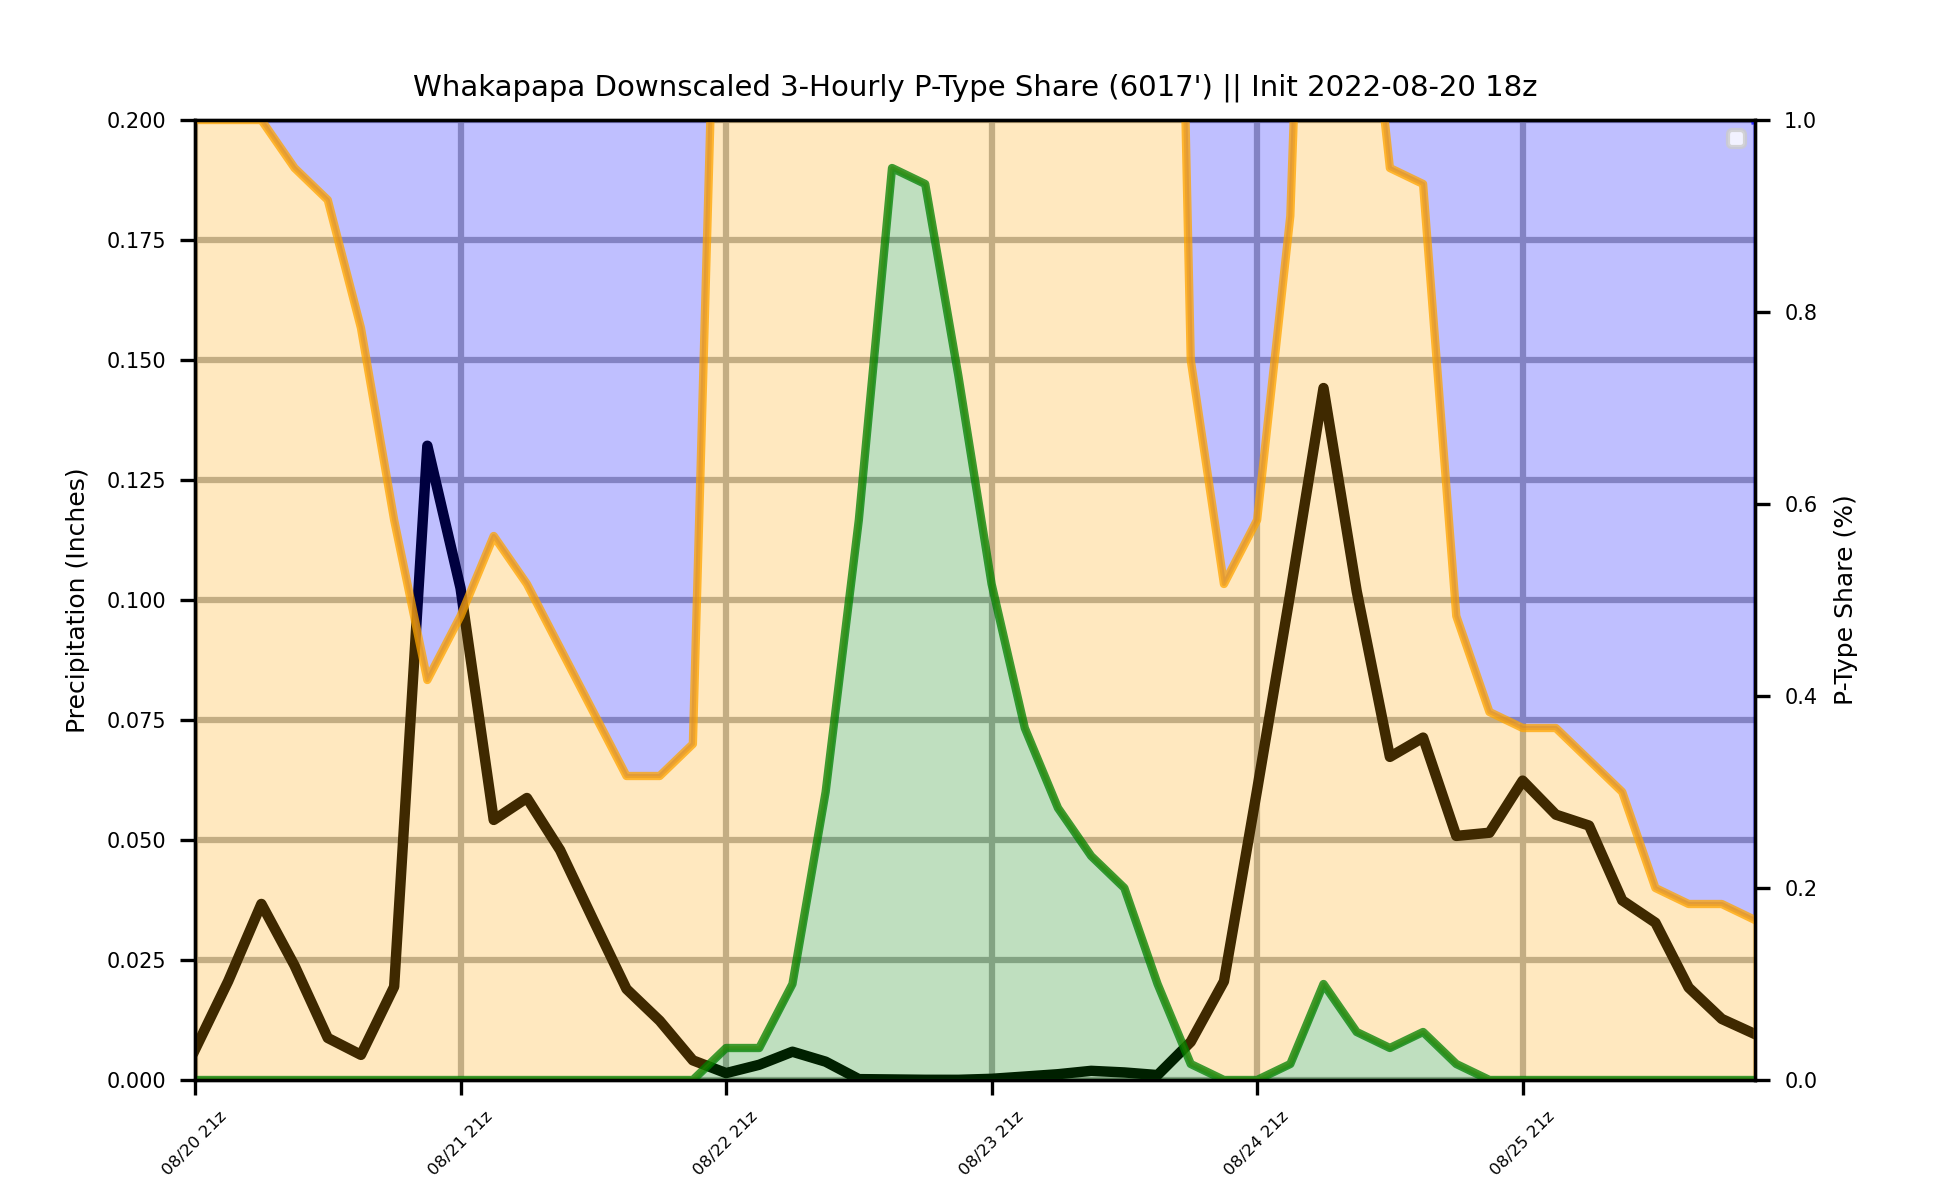 Whakapapa Downscaled 3-Hourly P-Type Share (6017') || Init 2022-08-20 18z
Precipitation (Inches)
0.200
0.175
0.150
0.125
0.100
0.075
0.050
0.025
0.000
1.0
0.8
0.6
0.4
0.2
0.0
P-Type Share (%)
08/20 21z
08/21 21z
08/22 21z
08/23 21z
08/24 21z
08/25 21z